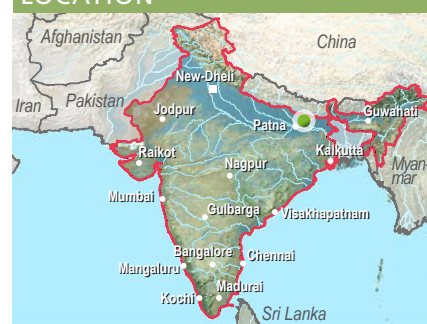 LOCATION
Afghanistan
China
New-Dheli
Iran
Pakistan
Jodpur
Patna
Guwahati
Raikot
Kalkutta
Nagpur
Myan-
mar
Mumbai
Gulbarga
Visakhapatnam
Bangalore
Chennai
Mangaluru
Kochi
Madurai
Sri Lanka